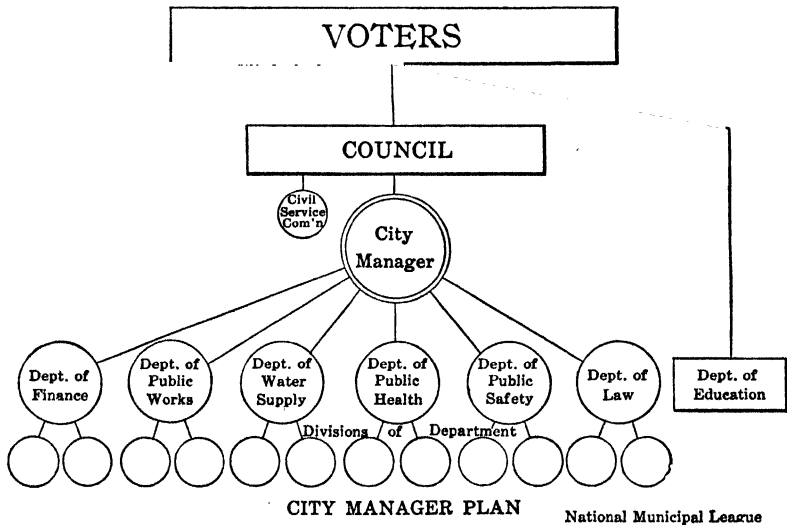 VOTERS
COUNCIL
Civil
Service
Com'n
City
Manager
Dept. of
Finance
Dept. of
Public
Works
Dept. of
Water
Supply
Dept. of
Public
Health
Dept. of
Public
Safety
Dept. of
Law
Dept. of
Education
Divisions of Department
CITY MANAGER PLAN
National Municipal League